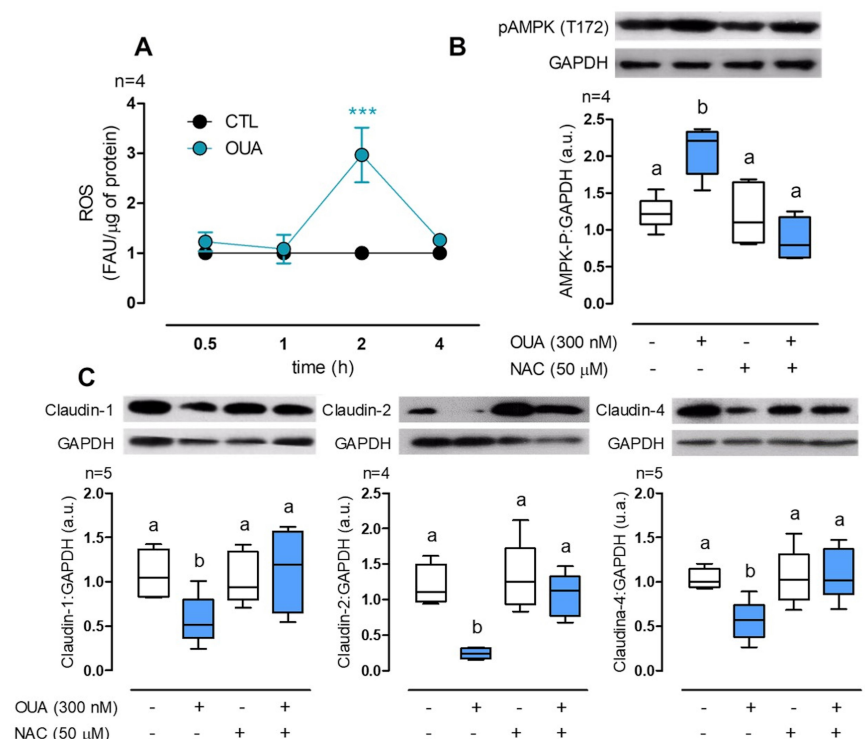 A
n=4
4
3
2
1
0
ROS
(FAU/µg of protein)
CTL
OUA
***
0.5 1 2 4
time (h)
B
pAMPK (T172)
GAPDH
n=4
2.5
2.0
1.5
1.0
0.5
0.0
AMPK-P:GAPDH (a.u.)
a b a a
OUA (300 nM) - + - +
NAC (50 µM) - - + +
C
Claudin-1
GAPDH
n=5
2.0
1.5
1.0
0.5
0.0
Claudin-1:GAPDH (a.u.)
a b a a
OUA (300 nM) - + - +
NAC (50 µM) - - + +
Claudin-2
GAPDH
n=4
2.5
2.0
1.5
1.0
0.5
0.0
Claudin-2:GAPDH (a.u.)
a b a a
- + - +
- - + +
Claudin-4
GAPDH
n=5
2.0
1.5
1.0
0.5
0.0
Claudina-4:GAPDH (u.a.)
a b a a
- + - +
- - + +